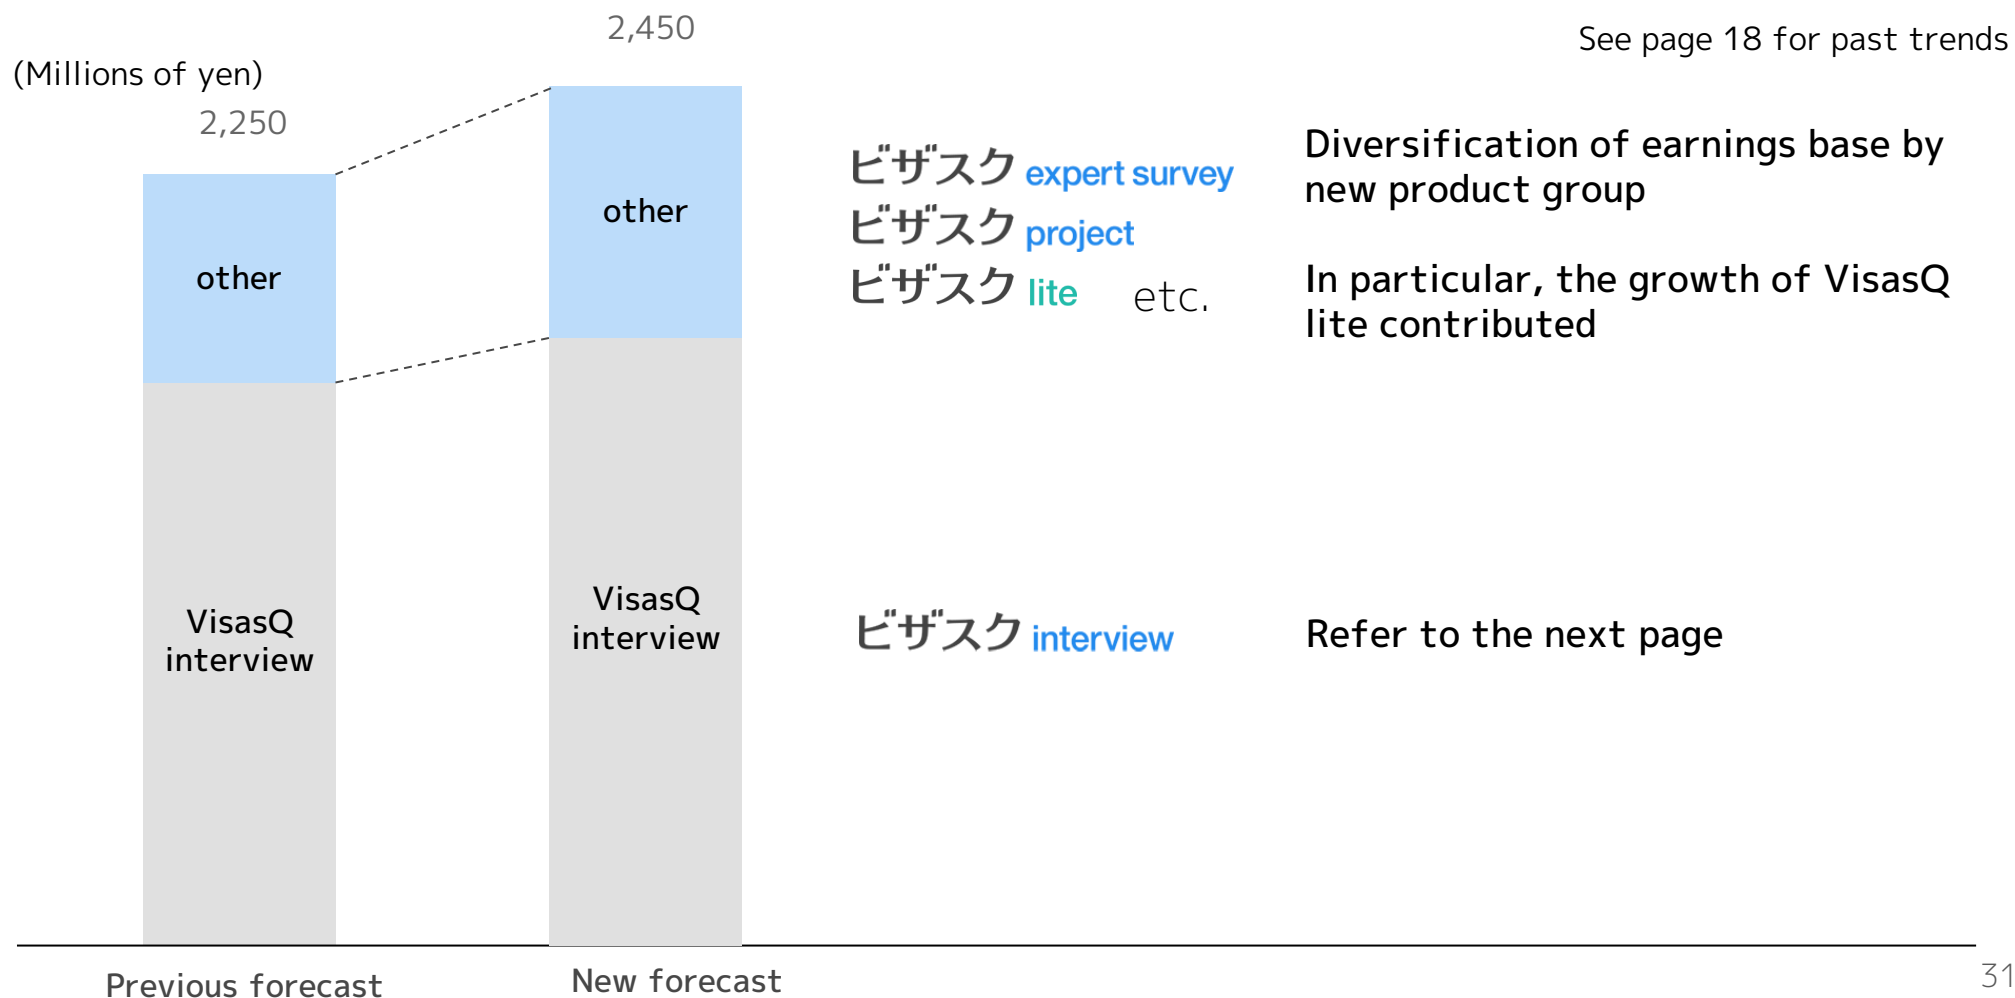 2,450
See page 18 for past trends
(Millions of yen)
2,250
other
other
ビザスク expert survey
ビザスク project
ビザスク lite etc.
Diversification of earnings base by
new product group
In particular, the growth of VisasQ
lite contributed
VisasQ
interview
VisasQ
interview
ビザスク interview
Refer to the next page
Previous forecast
New forecast
31